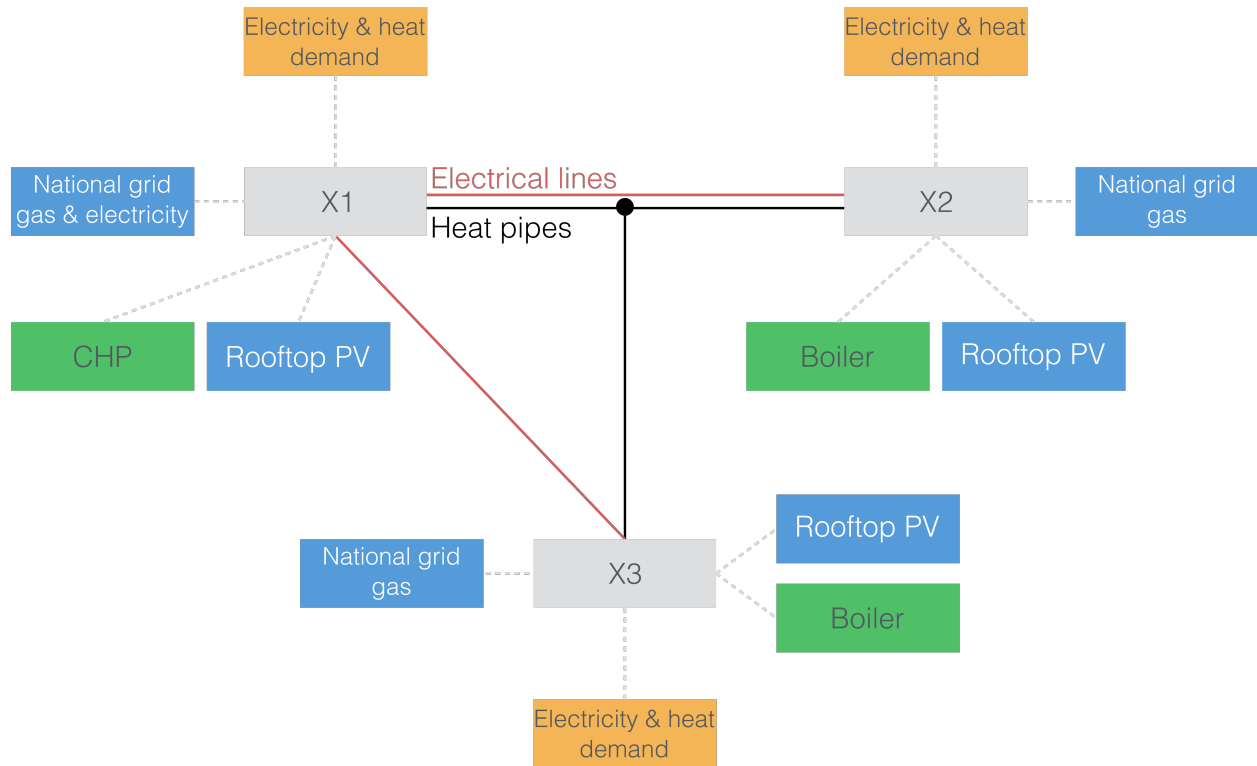 Electricity & heat
demand
Electricity & heat
demand
National grid
gas & electricity
X1
Electrical lines
Heat pipes
X2
National grid
gas
CHP
Rooftop PV
Boiler
Rooftop PV
Rooftop PV
National grid
gas
X3
Boiler
Electricity & heat
demand